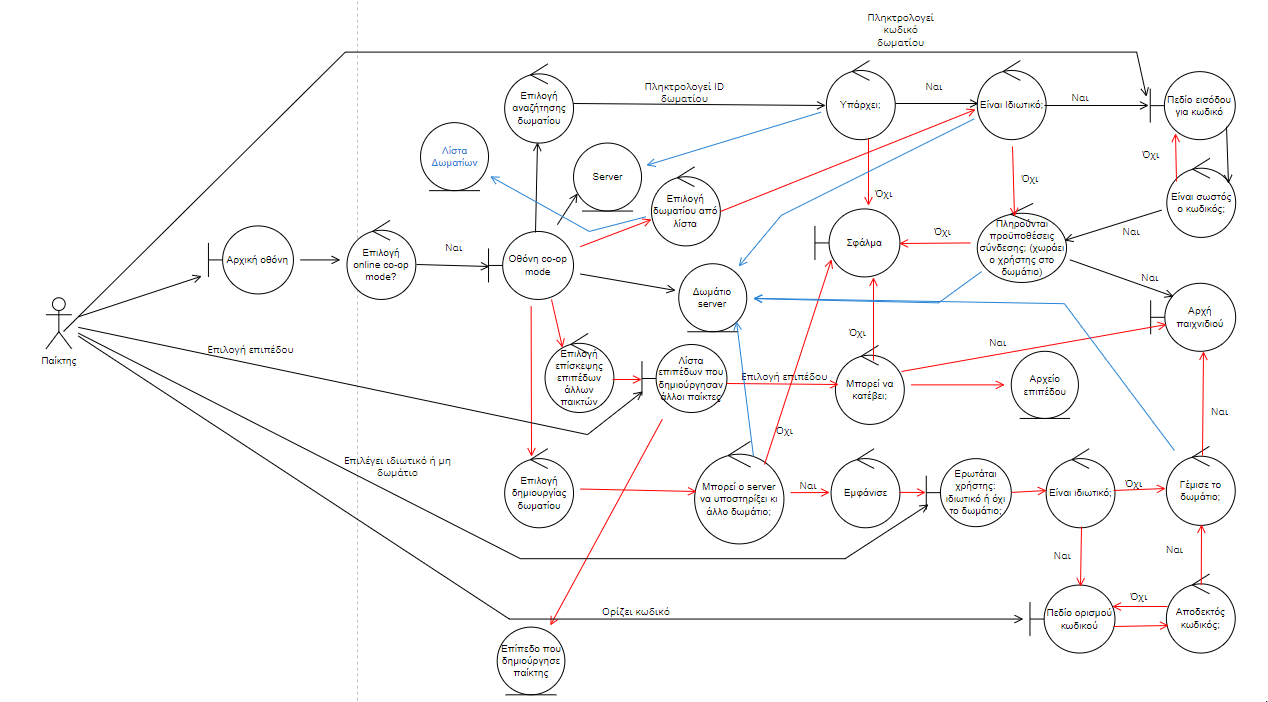 Πληκτρολογεί
κωδικό
δωματίου
Επιλογή
αναζήτησης
δωματίου
Πληκτρολογεί ID
δωματίου
Υπάρχει;
Ναι
Είναι Ιδιωτικό;
Ναι
Πεδίο εισόδου
για κωδικό
Λίστα
Δωματίων
Server
Επιλογή
δωματίου από
λίστα
Όχι
Όχι
Όχι
Είναι σωστός
ο κωδικός;
Ναι
Αρχική οθόνη
Επιλογή
online co-op
mode?
Ναι
Οθόνη co-op
mode
Σφάλμα
Όχι
Πληρούνται
προϋποθέσεις
σύνδεσης; (χωράει
ο χρήστης στο
δωμάτιο)
Ναι
Δωμάτιο
server
Αρχή
παιχνιδιού
Παίκτης
Επιλογή επιπέδου
Επιλογή
επίσκεψης
επιπέδων
άλλων
παικτών
Λίστα
επιπέδων που
δημιούργησαν
άλλοι παίκτες
Επιλογή επιπέδου
Όχι
Μπορεί να
κατέβει;
Ναι
Αρχείο
επιπέδου
Όχι
Ναι
Επιλέγει ιδιωτικό ή μη
δωμάτιο
Επιλογή
δημιουργίας
δωματίου
Μπορεί ο server
να υποστηρίξει κι
άλλο δωμάτιο;
Ναι
Εμφάνισε
Ερωτάται
χρήστης:
ιδιωτικό ή όχι
το δωμάτιο;
Είναι ιδιωτικό;
Όχι
Γέμισε το
δωμάτιο;
Ναι
Ναι
Ορίζει κωδικό
Πεδίο ορισμού
κωδικού
Όχι
Αποδεκτός
κωδικός;
Επίπεδο που
δημιούργησε
παίκτης